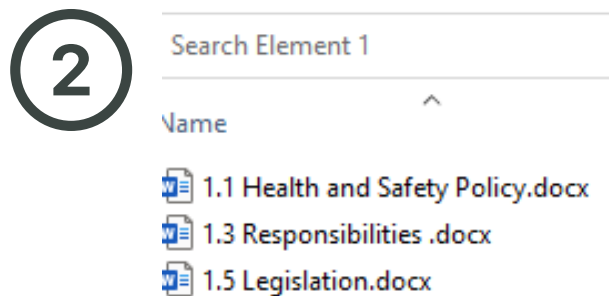 2
Search Element 1
Name
1.1 Health and Safety Policy.docx
1.3 Responsibilities .docx
1.5 Legislation.docx